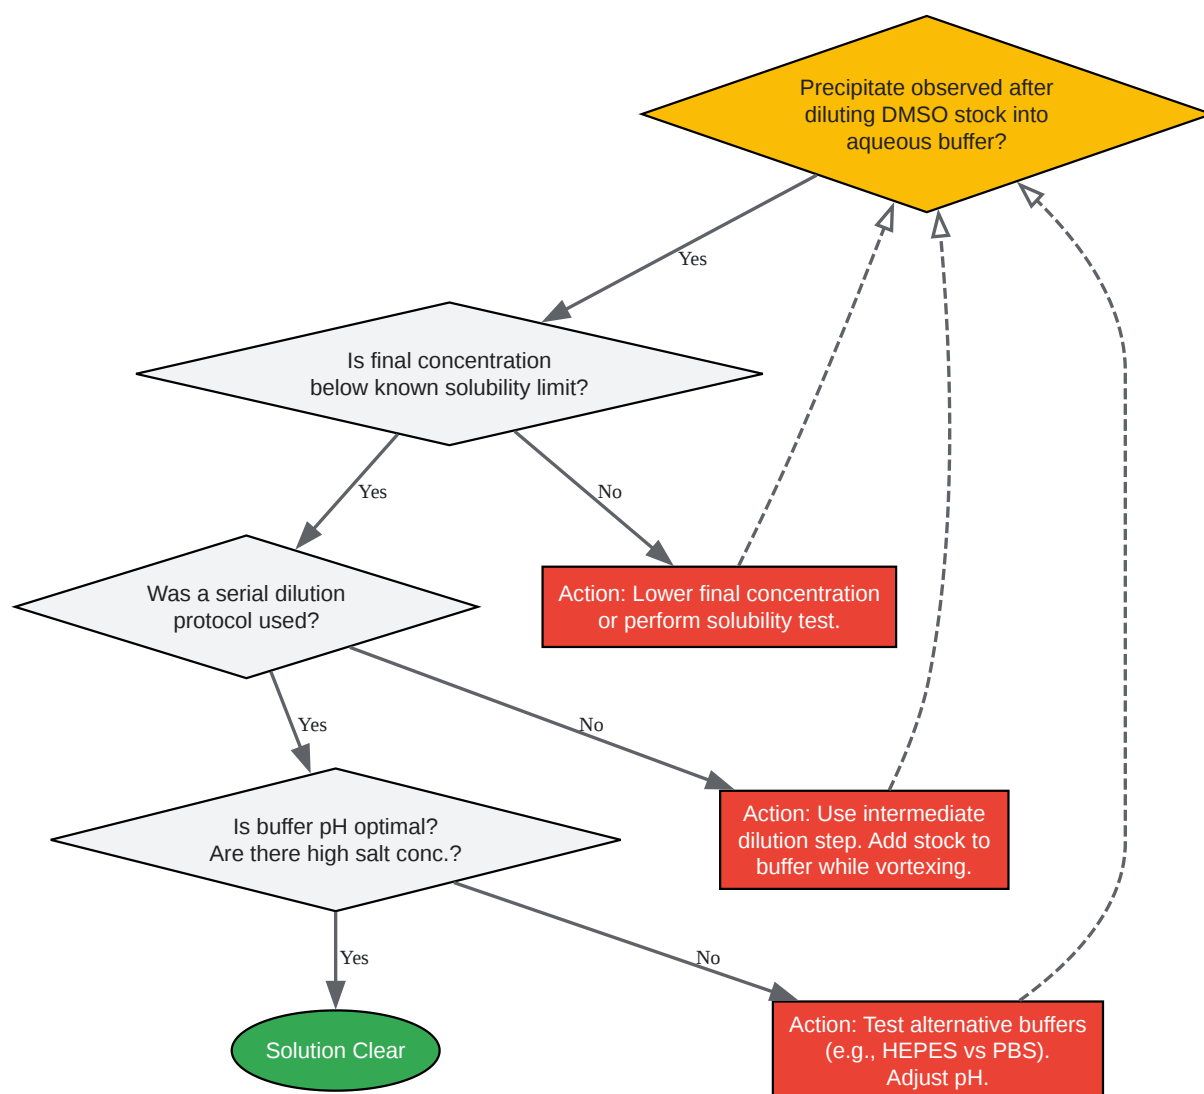 Precipitate observed after
diluting DMSO stock into
aqueous buffer?
Yes
Is final concentration
below known solubility limit?
Yes
No
Was a serial dilution
protocol used?
Action: Lower final concentration
or perform solubility test.
Yes
No
Is buffer pH optimal?
Are there high salt conc.?
Action: Use intermediate
dilution step. Add stock to
buffer while vortexing.
Yes
No
Solution Clear
Action: Test alternative buffers
(e.g., HEPES vs PBS).
Adjust pH.